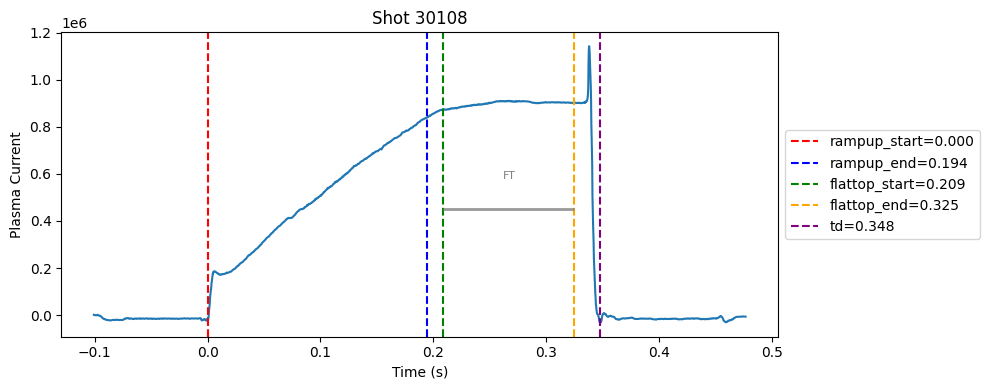 Shot 30108
1e6
1.2
1.0
0.8
0.6
0.4
0.2
0.0
Plasma Current
FT
−0.1 0.0 0.1 0.2 0.3 0.4 0.5
Time (s)
rampup_start=0.000
rampup_end=0.194
flattop_start=0.209
flattop_end=0.325
td=0.348